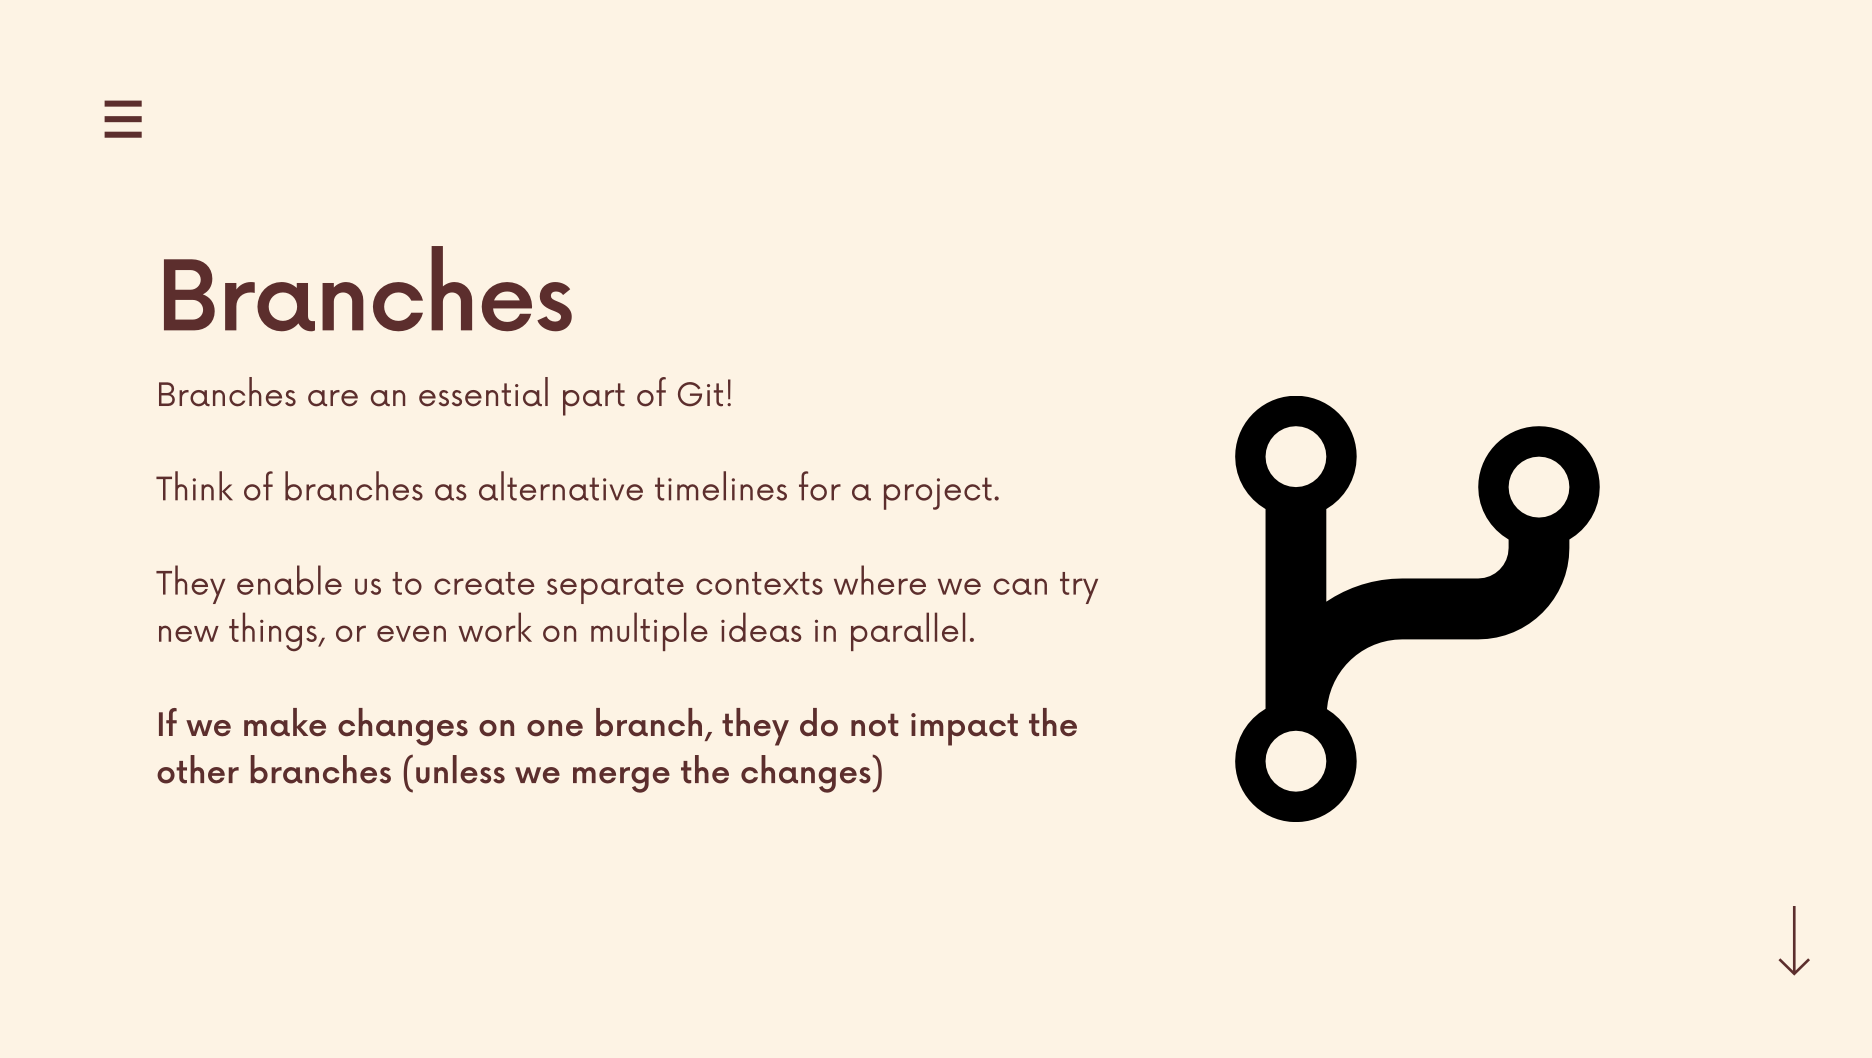 Branches
Branches are an essential part of Git!
Think of branches as alternative timelines for a project.
They enable us to create separate contexts where we can try
new things, or even work on multiple ideas in parallel.
If we make changes on one branch, they do not impact the
other branches (unless we merge the changes)